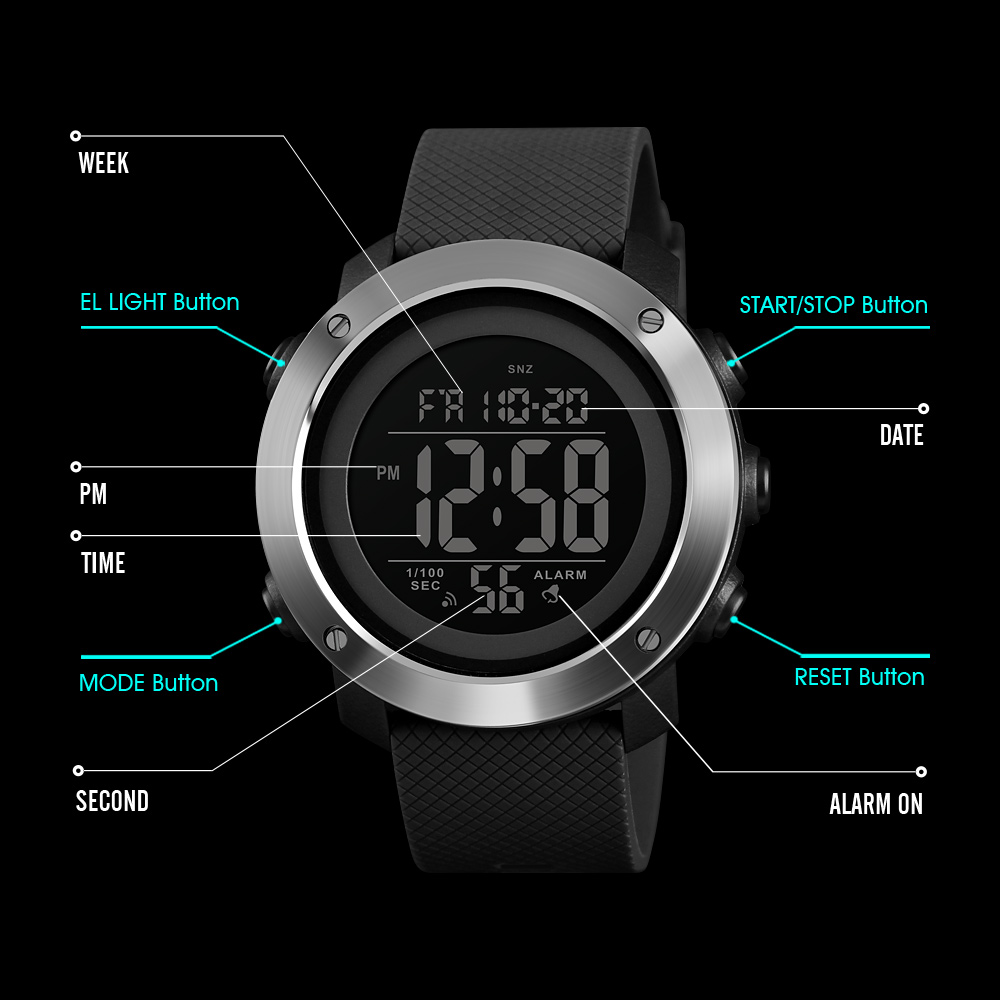 WEEK
EL LIGHT Button
START/STOP Button
SNZ
FRI 10-20
DATE
PM
PM
12:58
TIME
1/100
SEC
56
ALARM
MODE Button
RESET Button
SECOND
ALARM ON